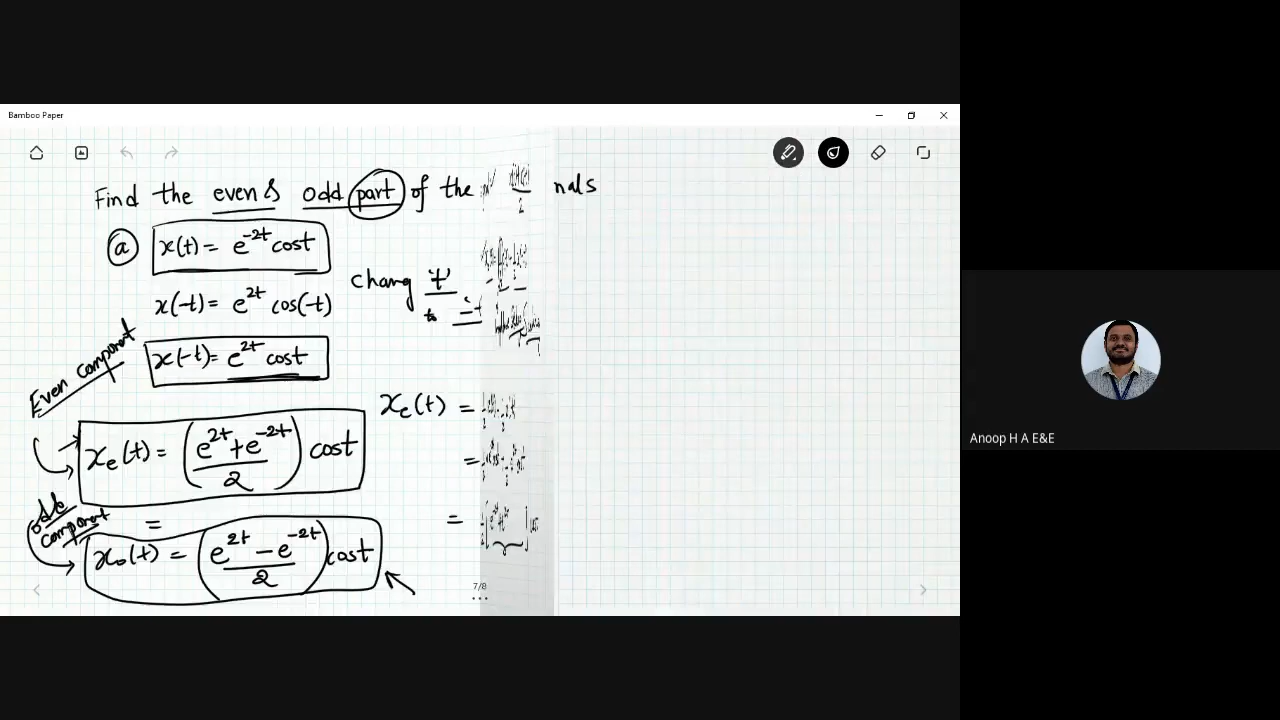 Bamboo Paper
Find the even & odd part of the nals
a x(t) = e^{-2t} cost
chang 't'
to '-t'
x(-t) = e^{2t} cos(-t)
x(-t) = e^{2t} cost
Even component
x_e(t) =
x_e(t) = (e^{2t} + e^{-2t} / 2) cost
=
component
=
=
x_o(t) = (e^{2t} - e^{-2t} / 2) cost
7/8
Anoop H A E&E